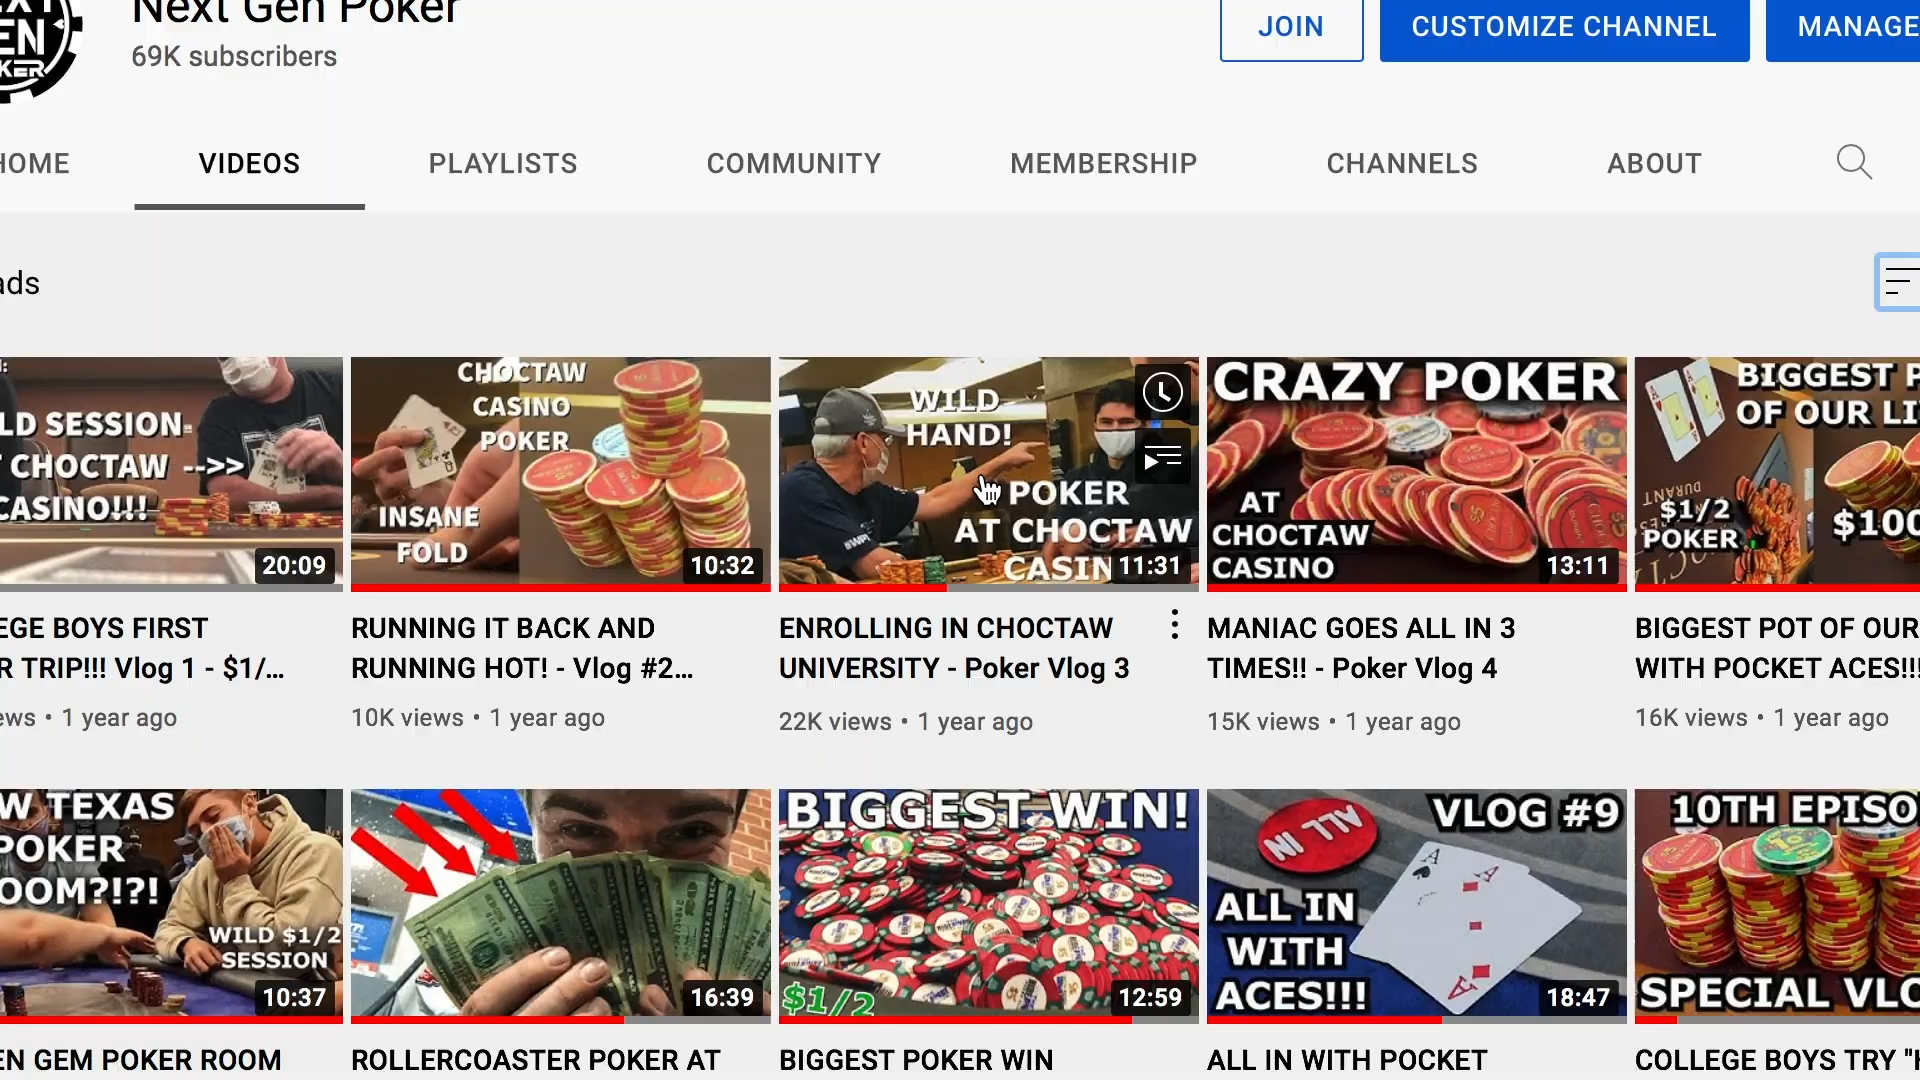 Next Gen Poker
69K subscribers
JOIN
CUSTOMIZE CHANNEL
MANAGE
EN
KER
HOME
VIDEOS
PLAYLISTS
COMMUNITY
MEMBERSHIP
CHANNELS
ABOUT
ads
LD SESSION
CHOCTAW -->>
CASINO!!!
20:09
CHOCTAW
CASINO
POKER
INSANE
FOLD
10:32
WILD
HAND!
POKER
AT CHOCTAW
CASIN
11:31
CRAZY POKER
AT
CHOCTAW
CASINO
13:11
BIGGEST P
OF OUR LI
$1/2
POKER
$100
DURANT
EGE BOYS FIRST
R TRIP!!! Vlog 1 - $1/...
ews • 1 year ago
RUNNING IT BACK AND
RUNNING HOT! - Vlog #2...
10K views • 1 year ago
ENROLLING IN CHOCTAW
UNIVERSITY - Poker Vlog 3
22K views • 1 year ago
MANIAC GOES ALL IN 3
TIMES!! - Poker Vlog 4
15K views • 1 year ago
BIGGEST POT OF OUR
WITH POCKET ACES!!!
16K views • 1 year ago
W TEXAS
POKER
OOM?!?!
WILD $1/2
SESSION
10:37
16:39
BIGGEST WIN!
$1/2
12:59
VLOG #9
ALL IN
ALL IN
WITH
ACES!!!
18:47
10TH EPISO
SPECIAL VLO
EN GEM POKER ROOM
ROLLERCOASTER POKER AT
BIGGEST POKER WIN
ALL IN WITH POCKET
COLLEGE BOYS TRY "H